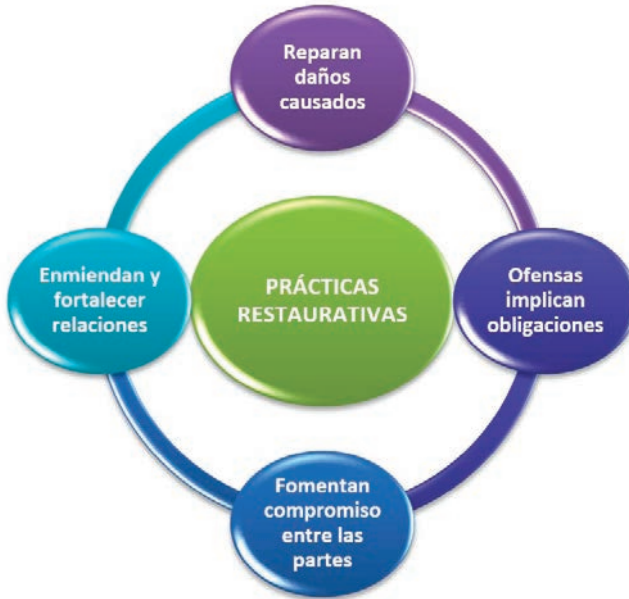 Reparan
daños
causados
Enmiendan y
fortalecer
relaciones
PRÁCTICAS
RESTAURATIVAS
Ofensas
implican
obligaciones
Fomentan
compromiso
entre las
partes